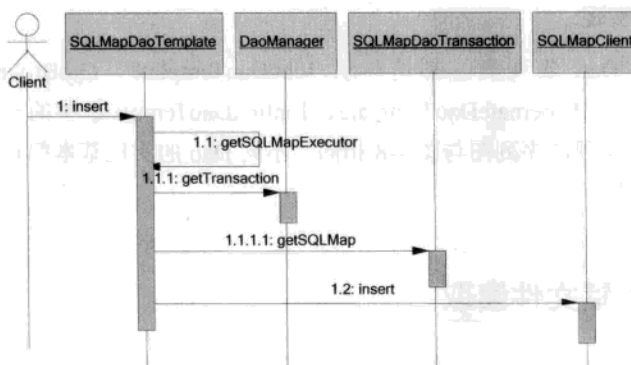 SQLMapDaoTemplate
DaoManager
SQLMapDaoTransaction
SQLMapClient
Client
1: insert
1.1: getSQLMapExecutor
1.1.1: getTransaction
1.1.1.1: getSQLMap
1.2: insert